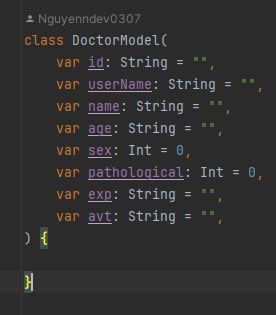 Nguyenndev0307
class DoctorModel(
var id: String = "",
var userName: String = "",
var name: String = "",
var age: String = "",
var sex: Int = 0,
var pathological: Int = 0,
var exp: String = "",
var avt: String = "",
) {
}